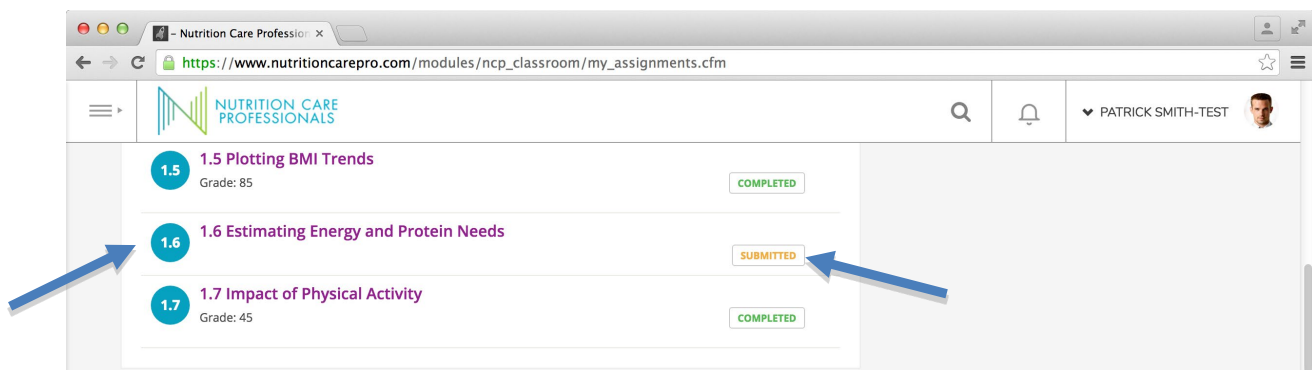 – Nutrition Care Profession ×
https://www.nutritioncarepro.com/modules/ncp_classroom/my_assignments.cfm
NUTRITION CARE
PROFESSIONALS
PATRICK SMITH-TEST
1.5
1.5 Plotting BMI Trends
Grade: 85
COMPLETED
1.6
1.6 Estimating Energy and Protein Needs
SUBMITTED
1.7
1.7 Impact of Physical Activity
Grade: 45
COMPLETED